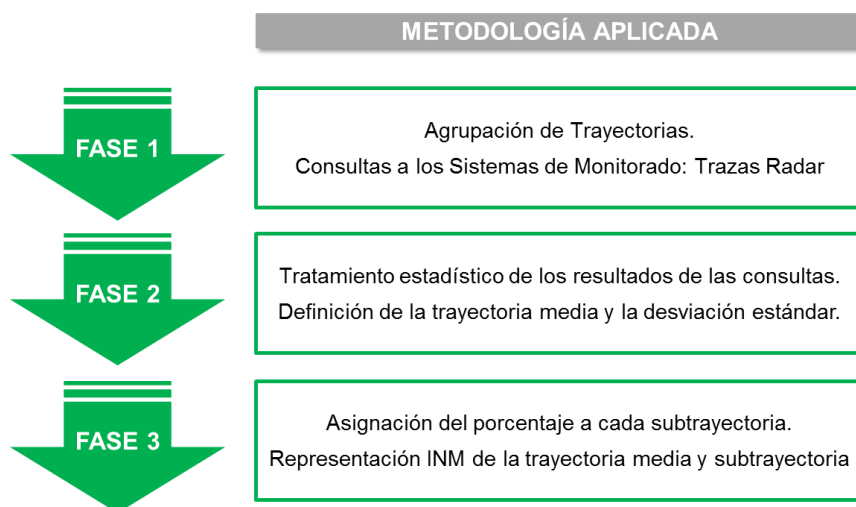 METODOLOGÍA APLICADA
FASE 1
Agrupación de Trayectorias.
Consultas a los Sistemas de Monitorado: Trazas Radar
FASE 2
Tratamiento estadístico de los resultados de las consultas.
Definición de la trayectoria media y la desviación estándar.
FASE 3
Asignación del porcentaje a cada subtrayectoria.
Representación INM de la trayectoria media y subtrayectoria